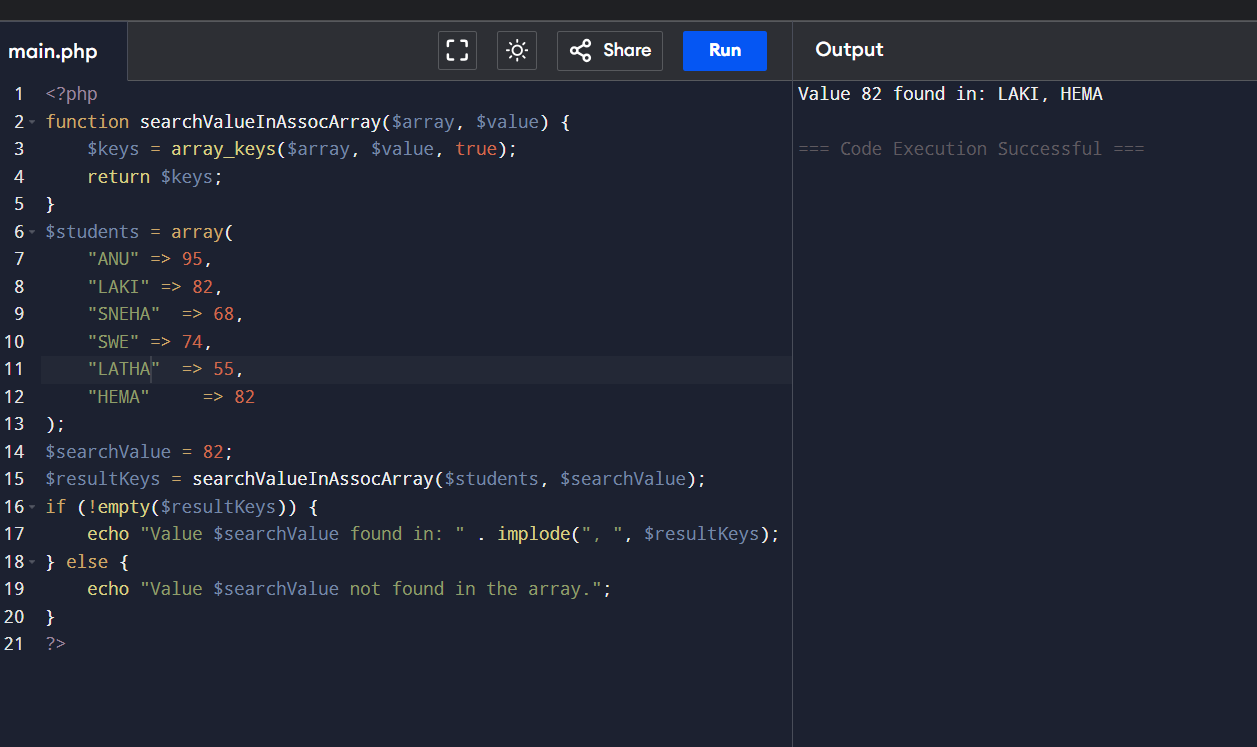 main.php
Share
Run
Output
1 <?php
2 function searchValueInAssocArray($array, $value) {
3     $keys = array_keys($array, $value, true);
4     return $keys;
5 }
6 $students = array(
7     "ANU" => 95,
8     "LAKI" => 82,
9     "SNEHA"  => 68,
10     "SWE" => 74,
11     "LATHA"  => 55,
12     "HEMA"     => 82
13 );
14 $searchValue = 82;
15 $resultKeys = searchValueInAssocArray($students, $searchValue);
16 if (!empty($resultKeys)) {
17     echo "Value $searchValue found in: " . implode(", ", $resultKeys);
18 } else {
19     echo "Value $searchValue not found in the array.";
20 }
21 ?>
Value 82 found in: LAKI, HEMA
=== Code Execution Successful ===